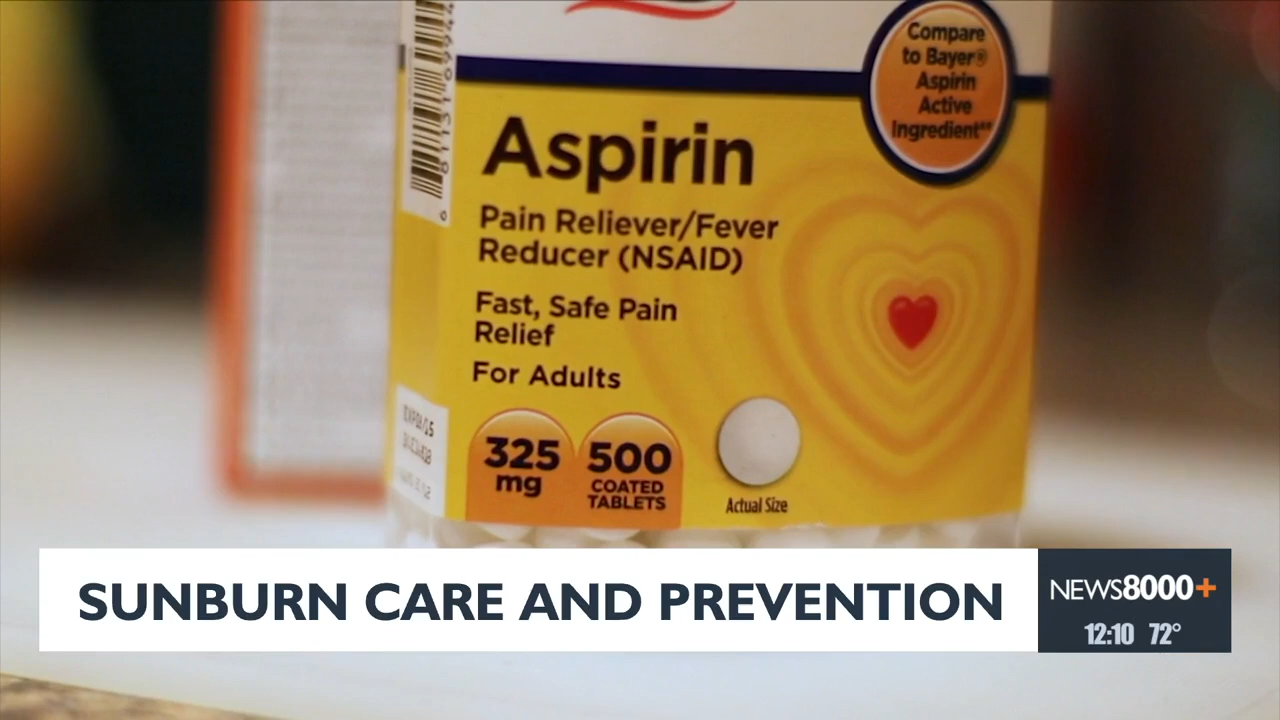 Compare
to Bayer®
Aspirin
Active
Ingredient**
Aspirin
Pain Reliever/Fever
Reducer (NSAID)
Fast, Safe Pain
Relief
For Adults
325
mg
500
COATED
TABLETS
Actual Size
SUNBURN CARE AND PREVENTION
NEWS8000+
12:10 72°